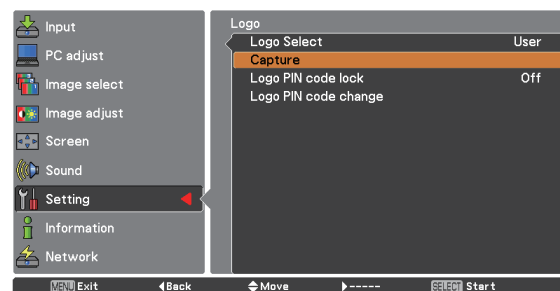 Input
PC adjust
Image select
Image adjust
Screen
Sound
Setting
Information
Network
Logo
Logo Select User
Capture
Logo PIN code lock Off
Logo PIN code change
MENU Exit Back Move ----- SELECT Start